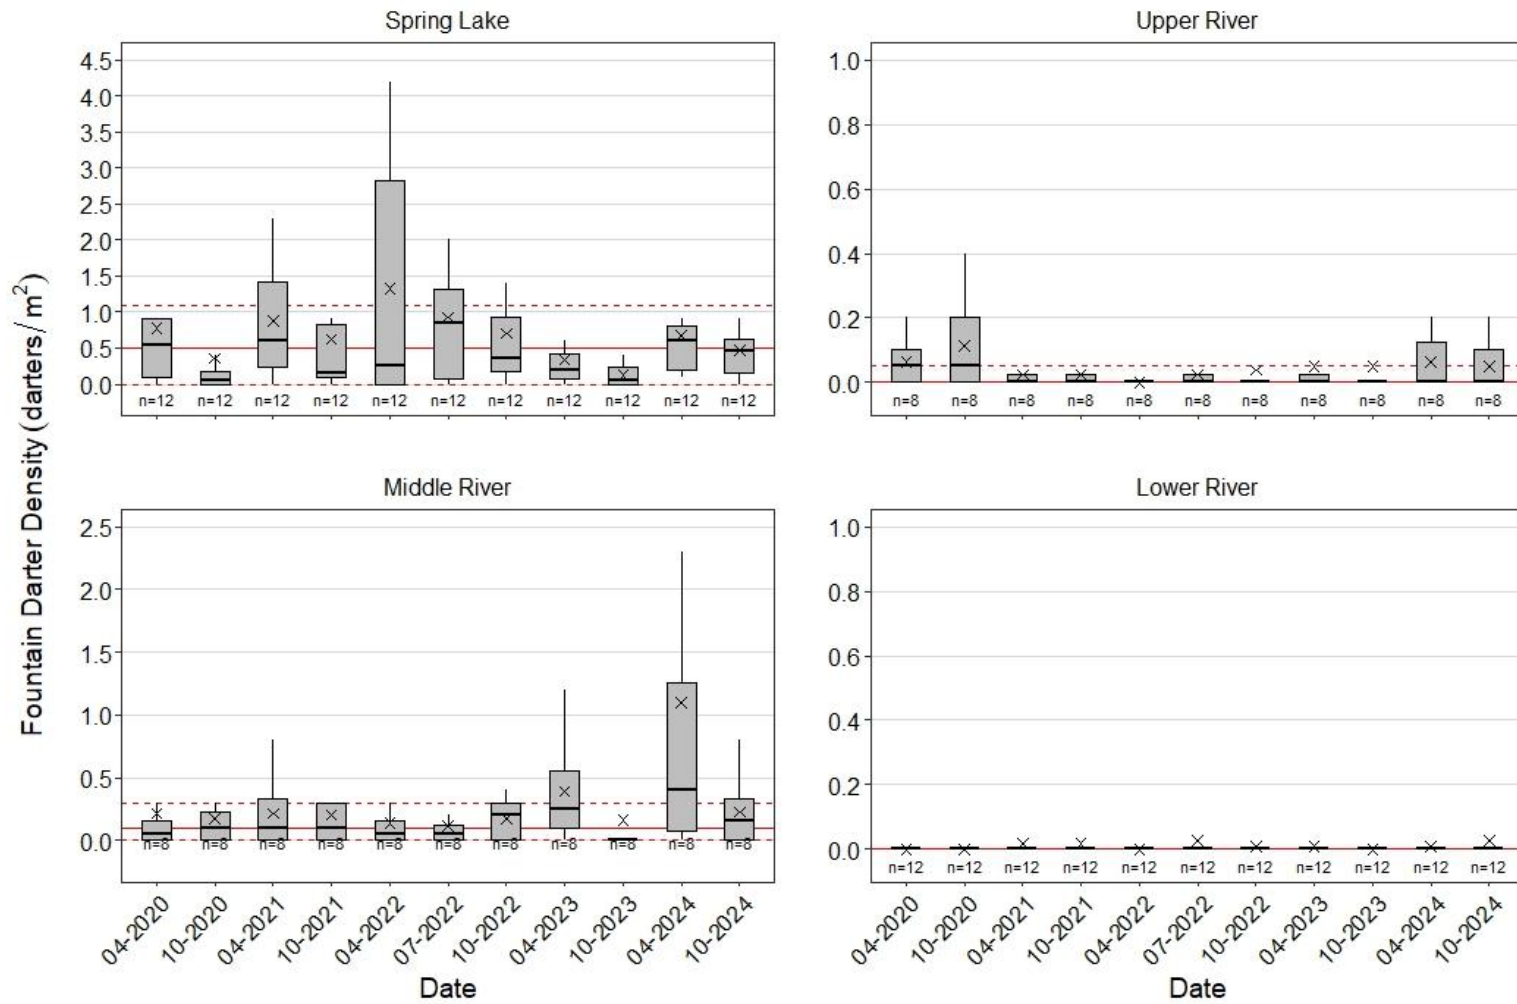 Spring Lake
Upper River
4.5
4.0
3.5
3.0
2.5
2.0
1.5
1.0
0.5
0.0
n=12 n=12 n=12 n=12 n=12 n=12 n=12 n=12 n=12 n=12 n=12
1.0
0.8
0.6
0.4
0.2
0.0
n=8 n=8 n=8 n=8 n=8 n=8 n=8 n=8 n=8 n=8 n=8
Fountain Darter Density (darters / m²)
Middle River
Lower River
2.5
2.0
1.5
1.0
0.5
0.0
n=8 n=8 n=8 n=8 n=8 n=8 n=8 n=8 n=8 n=8 n=8
04-2020 10-2020 04-2021 10-2021 04-2022 07-2022 10-2022 04-2023 10-2023 04-2024 10-2024
Date
1.0
0.8
0.6
0.4
0.2
0.0
n=12 n=12 n=12 n=12 n=12 n=12 n=12 n=12 n=12 n=12 n=12
04-2020 10-2020 04-2021 10-2021 04-2022 07-2022 10-2022 04-2023 10-2023 04-2024 10-2024
Date